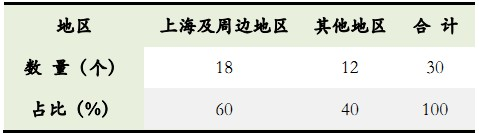 地区 上海及周边地区 其他地区 合 计
数 量（个） 18 12 30
占比（%） 60 40 100